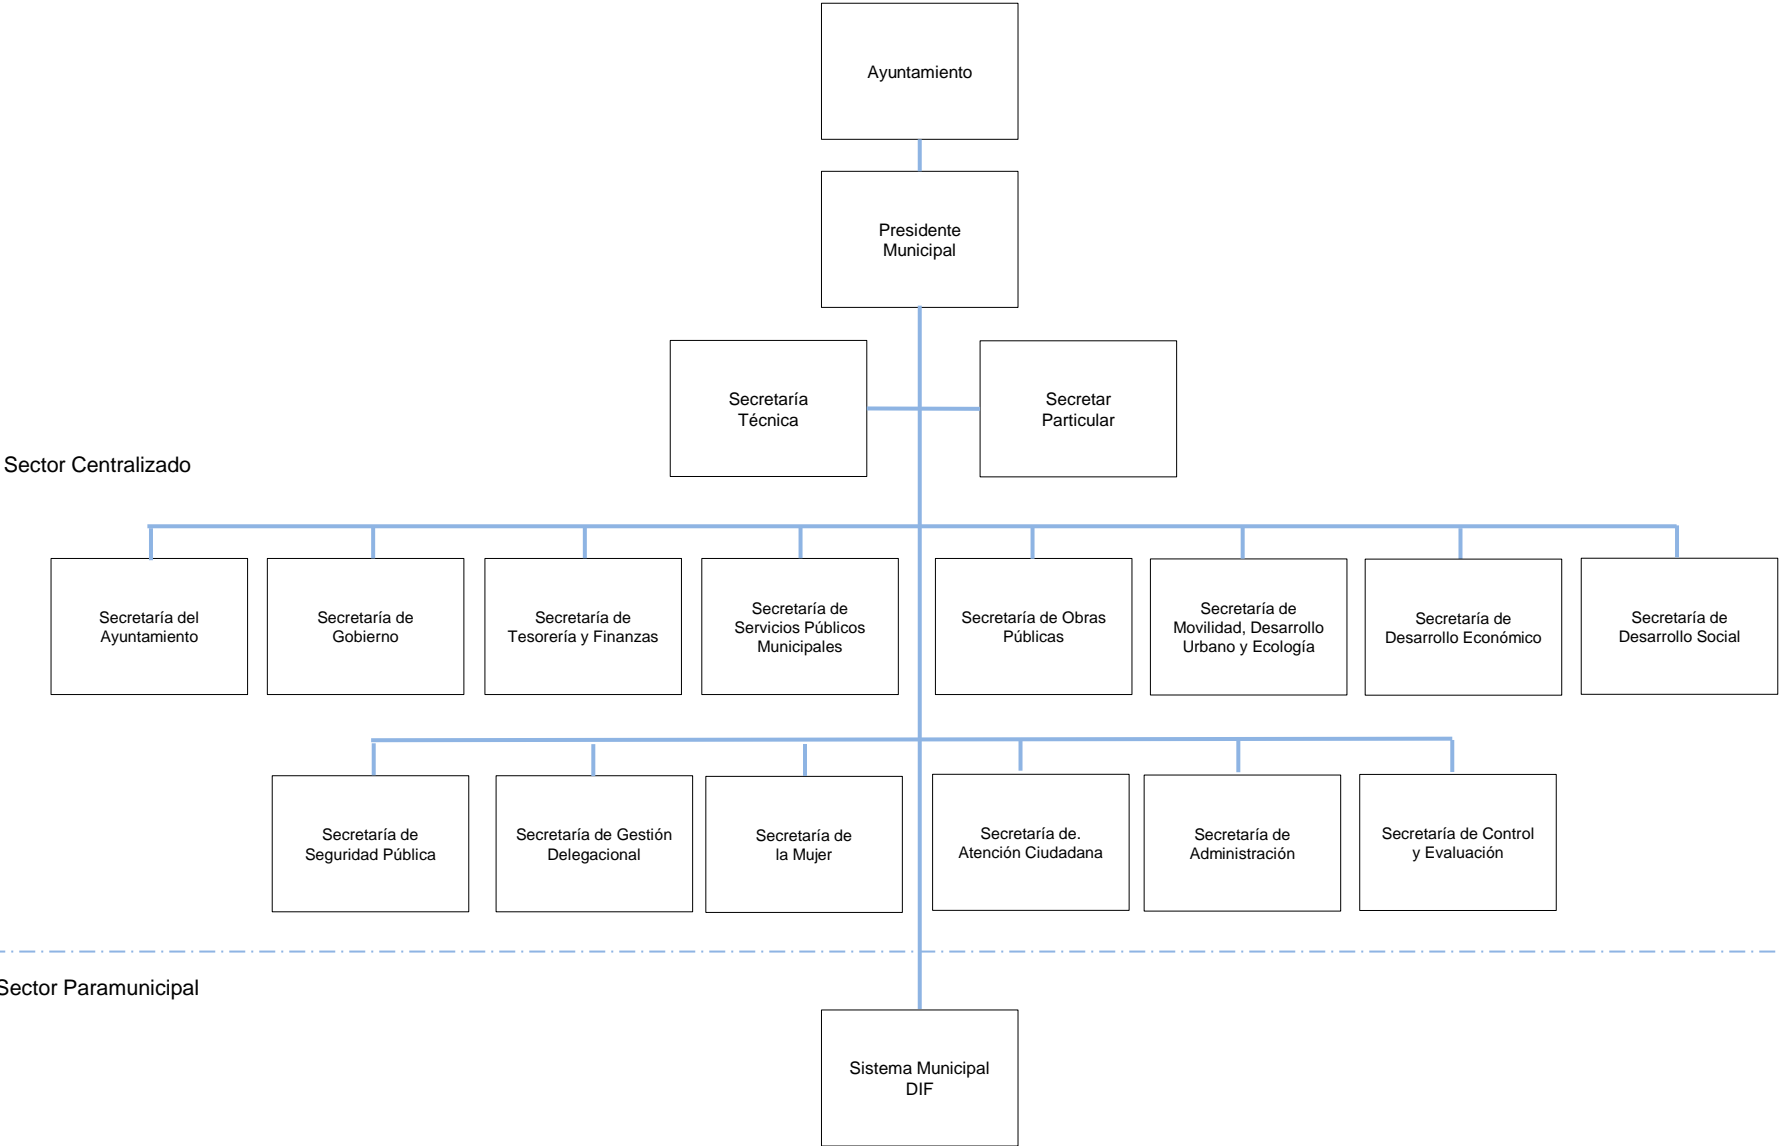 Ayuntamiento
Presidente
Municipal
Secretaría
Técnica
Secretar
Particular
Sector Centralizado
Secretaría del
Ayuntamiento
Secretaría de
Gobierno
Secretaría de
Tesorería y Finanzas
Secretaría de
Servicios Públicos
Municipales
Secretaría de Obras
Públicas
Secretaría de
Movilidad, Desarrollo
Urbano y Ecología
Secretaría de
Desarrollo Económico
Secretaría de
Desarrollo Social
Secretaría de
Seguridad Pública
Secretaría de Gestión
Delegacional
Secretaría de
la Mujer
Secretaría de.
Atención Ciudadana
Secretaría de
Administración
Secretaría de Control
y Evaluación
Sector Paramunicipal
Sistema Municipal
DIF